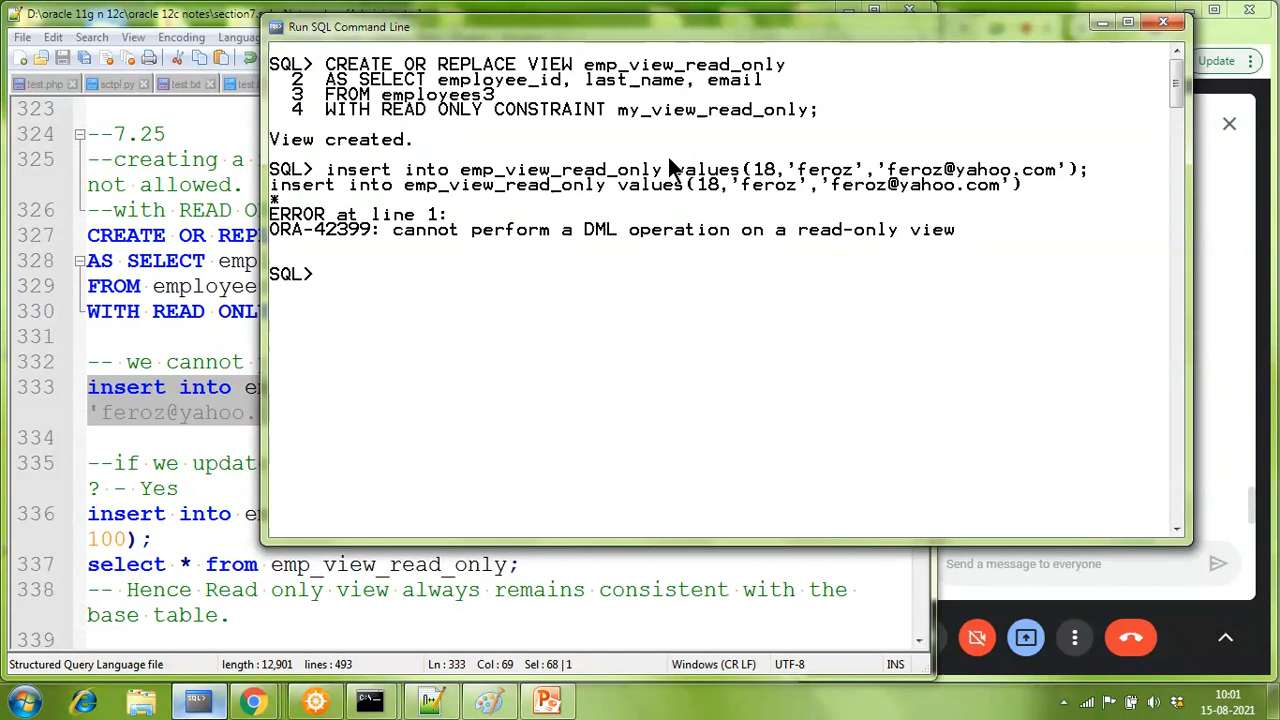 D:\oracle 11g n 12c\oracle 12c notes\section7.s
Run SQL Command Line
File Edit Search View Encoding Langua
Update
test.php sctpl.py test.txt
SQL> CREATE OR REPLACE VIEW emp_view_read_only
2 AS SELECT employee_id, last_name, email
3 FROM employees3
4 WITH READ ONLY CONSTRAINT my_view_read_only;
View created.
SQL> insert into emp_view_read_only values(18,'feroz','feroz@yahoo.com');
insert into emp_view_read_only values(18,'feroz','feroz@yahoo.com')
*
ERROR at line 1:
ORA-42399: cannot perform a DML operation on a read-only view
SQL>
323
324 --7.25
325 --creating a
not allowed.
326 --with READ O
327 CREATE OR REP
328 AS SELECT emp
329 FROM employee
330 WITH READ ONL
331
332 -- we cannot
333 insert into e
'feroz@yahoo.
334
335 --if we updat
? - Yes
336 insert into e
100);
337 select * from emp_view_read_only;
338 -- Hence Read only view always remains consistent with the
base table.
339
Send a message to everyone
Structured Query Language file length : 12,901 lines : 493 Ln : 333 Col : 69 Sel : 68 | 1 Windows (CR LF) UTF-8 INS
10:01
15-08-2021